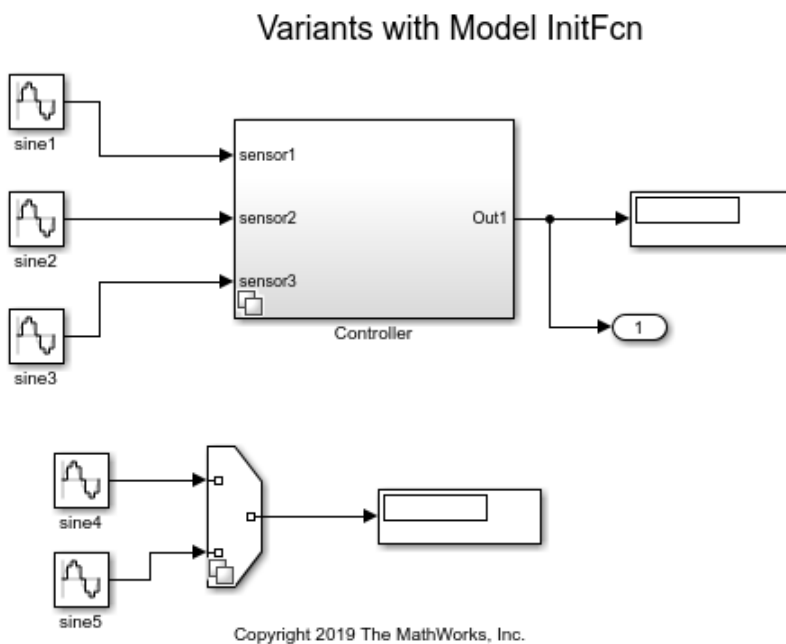 Variants with Model InitFcn
sine1
sensor1
sine2
sensor2
Out1
sine3
sensor3
Controller
1
sine4
sine5
Copyright 2019 The MathWorks, Inc.